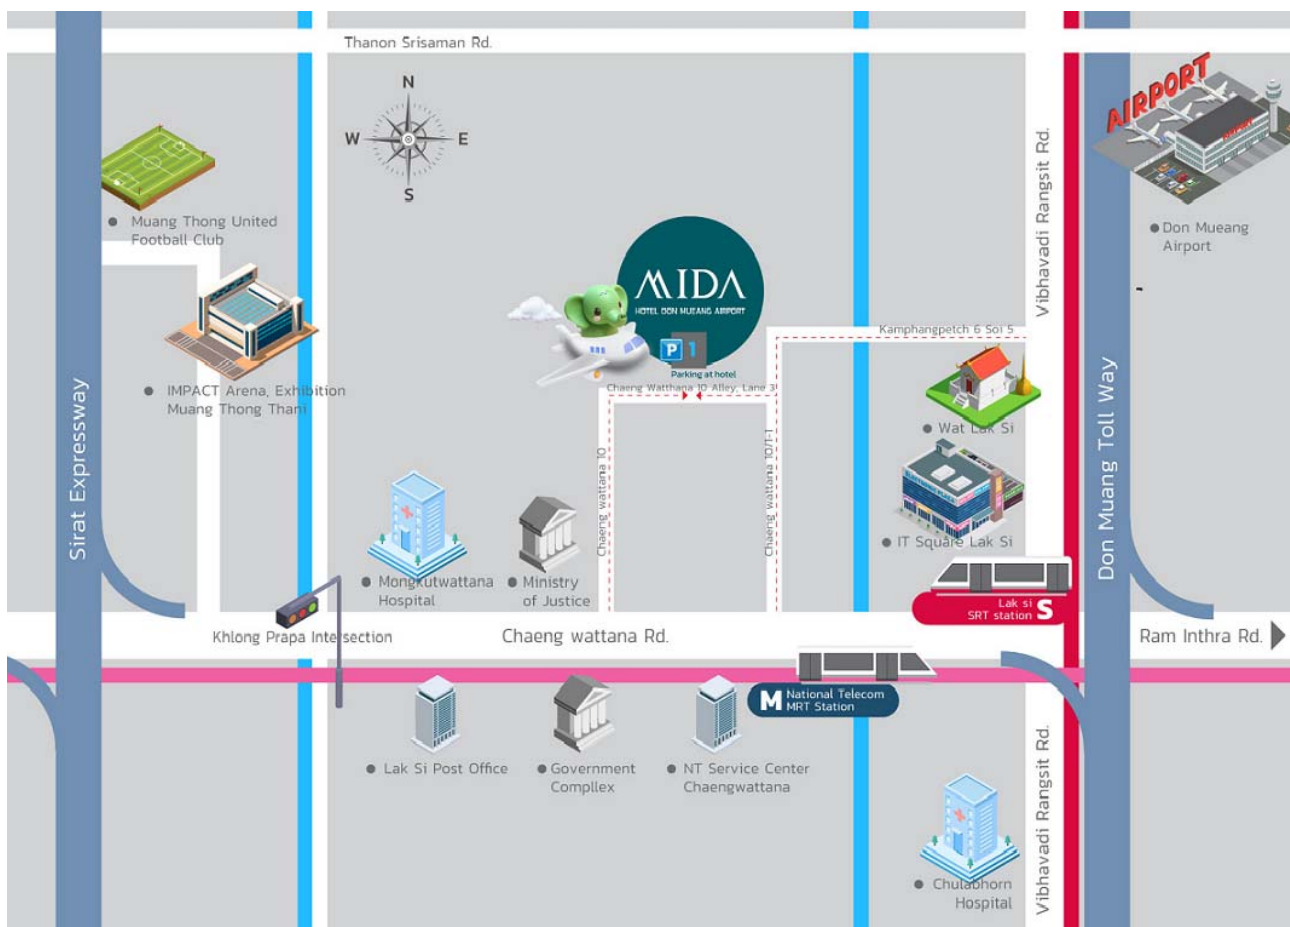 Thanon Srisaman Rd.
N
W
E
S
AIRPORT
AIRPORT
Vibhavadi Rangsit Rd.
Muang Thong United
Football Club
Don Mueang
Airport
MIDA
HOTEL DON MUEANG AIRPORT
P 1
Parking at hotel
Kamphangpetch 6 Soi 5
Chaeng Watthana 10 Alley, Lane 3
IMPACT Arena, Exhibition
Muang Thong Thani
Wat Lak Si
Sirat Expressway
Don Muang Toll Way
Chaeng wattana 10
Chaeng wattana 10/1-1
IT Square Lak Si
Mongkutwattana
Hospital
Ministry
of Justice
Lak si
SRT station
S
Khlong Prapa Intersection
Chaeng wattana Rd.
Ram Inthra Rd.
M
National Telecom
MRT Station
Lak Si Post Office
Government
Compllex
NT Service Center
Chaengwattana
Vibhavadi Rangsit Rd.
Chulabhorn
Hospital